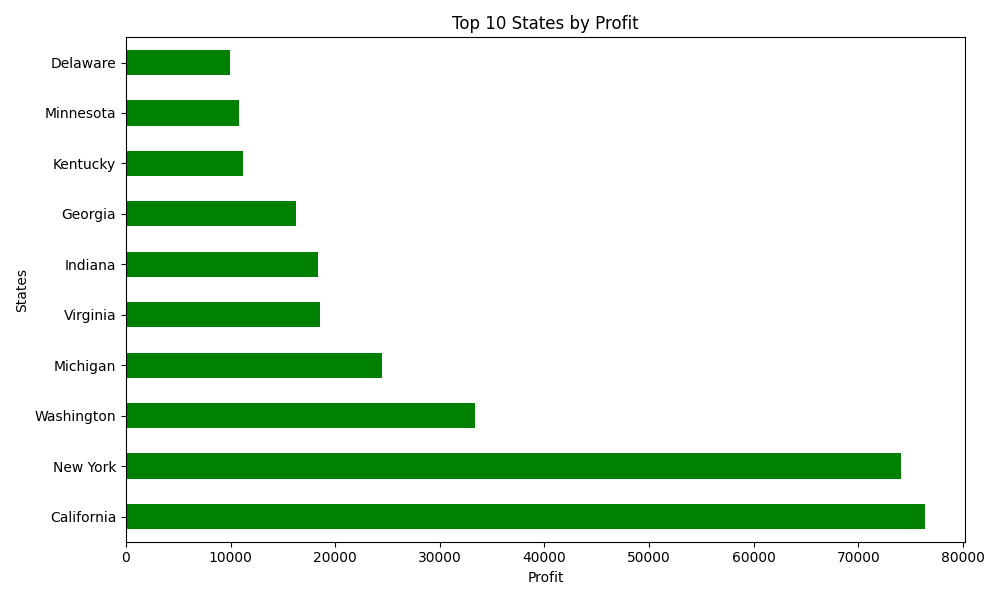 Top 10 States by Profit
Delaware
Minnesota
Kentucky
Georgia
Indiana
Virginia
Michigan
Washington
New York
California
States
0 10000 20000 30000 40000 50000 60000 70000 80000
Profit